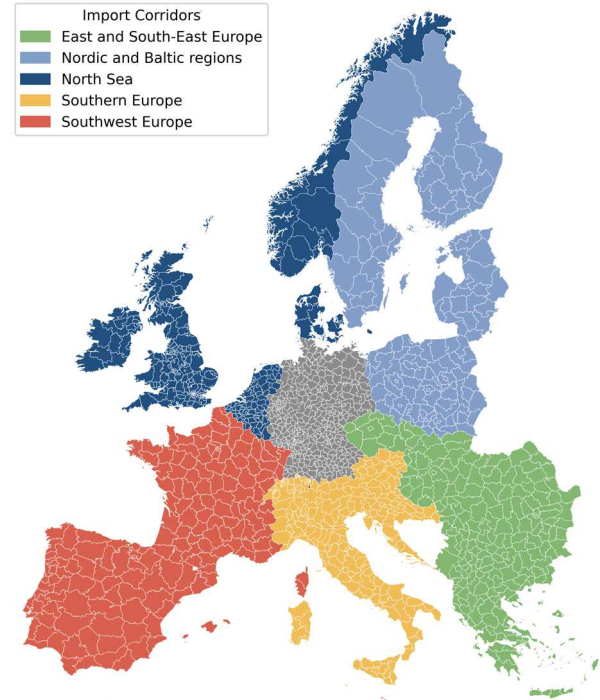 Import Corridors
East and South-East Europe
Nordic and Baltic regions
North Sea
Southern Europe
Southwest Europe